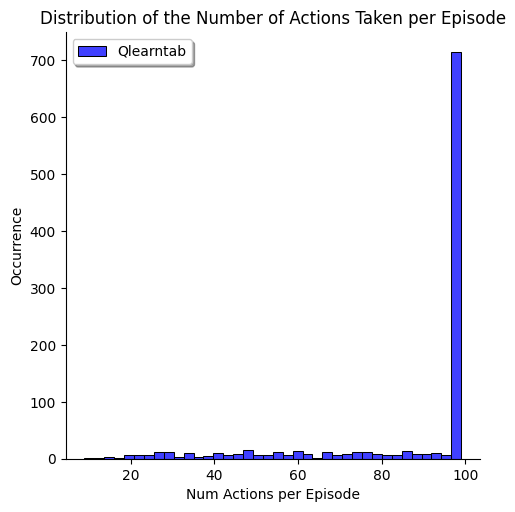 Distribution of the Number of Actions Taken per Episode
Qlearntab
700
600
500
400
300
200
100
0
Occurrence
20 40 60 80 100
Num Actions per Episode